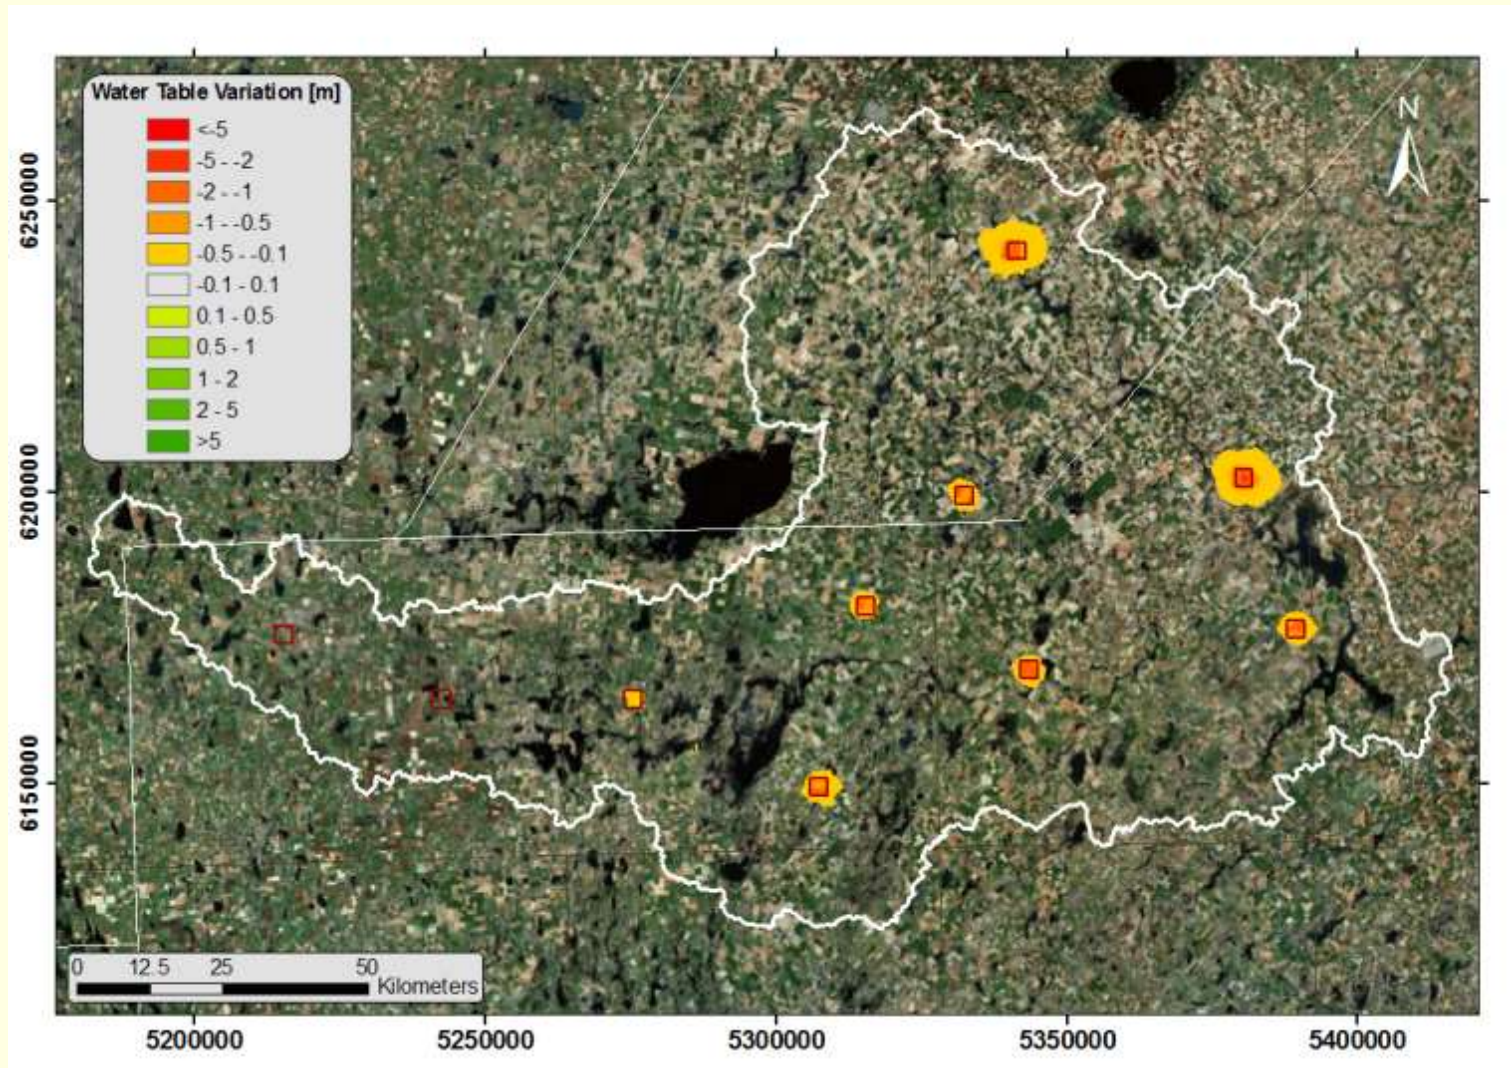 Water Table Variation [m]
<-5
-5 - -2
-2 - -1
-1 - -0.5
-0.5 - -0.1
-0.1 - 0.1
0.1 - 0.5
0.5 - 1
1 - 2
2 - 5
>5
N
6250000
6200000
6150000
0 12.5 25 50
Kilometers
5200000 5250000 5300000 5350000 5400000